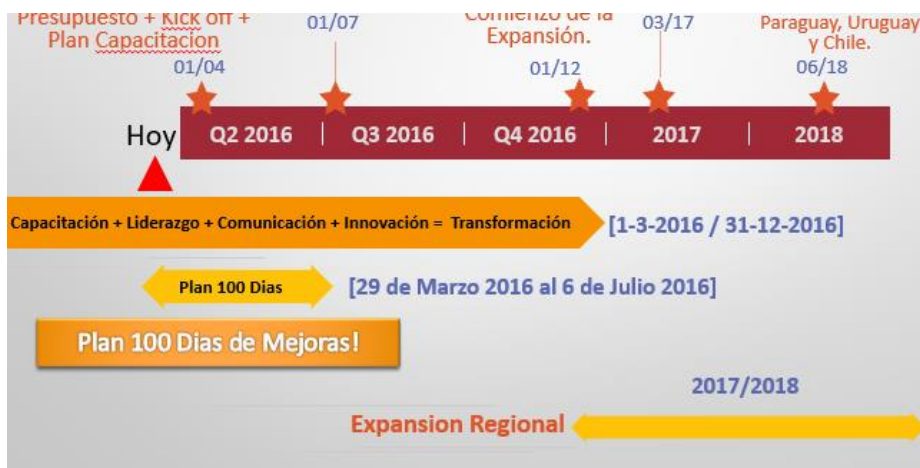 Presupuesto + Kick off +
Plan Capacitacion
01/04
01/07
Comienzo de la
Expansión.
01/12
03/17
Paraguay, Uruguay
y Chile.
06/18
Hoy
Q2 2016 | Q3 2016 | Q4 2016 | 2017 | 2018
Capacitación + Liderazgo + Comunicación + Innovación = Transformación
[1-3-2016 / 31-12-2016]
Plan 100 Dias
[29 de Marzo 2016 al 6 de Julio 2016]
Plan 100 Dias de Mejoras!
2017/2018
Expansion Regional